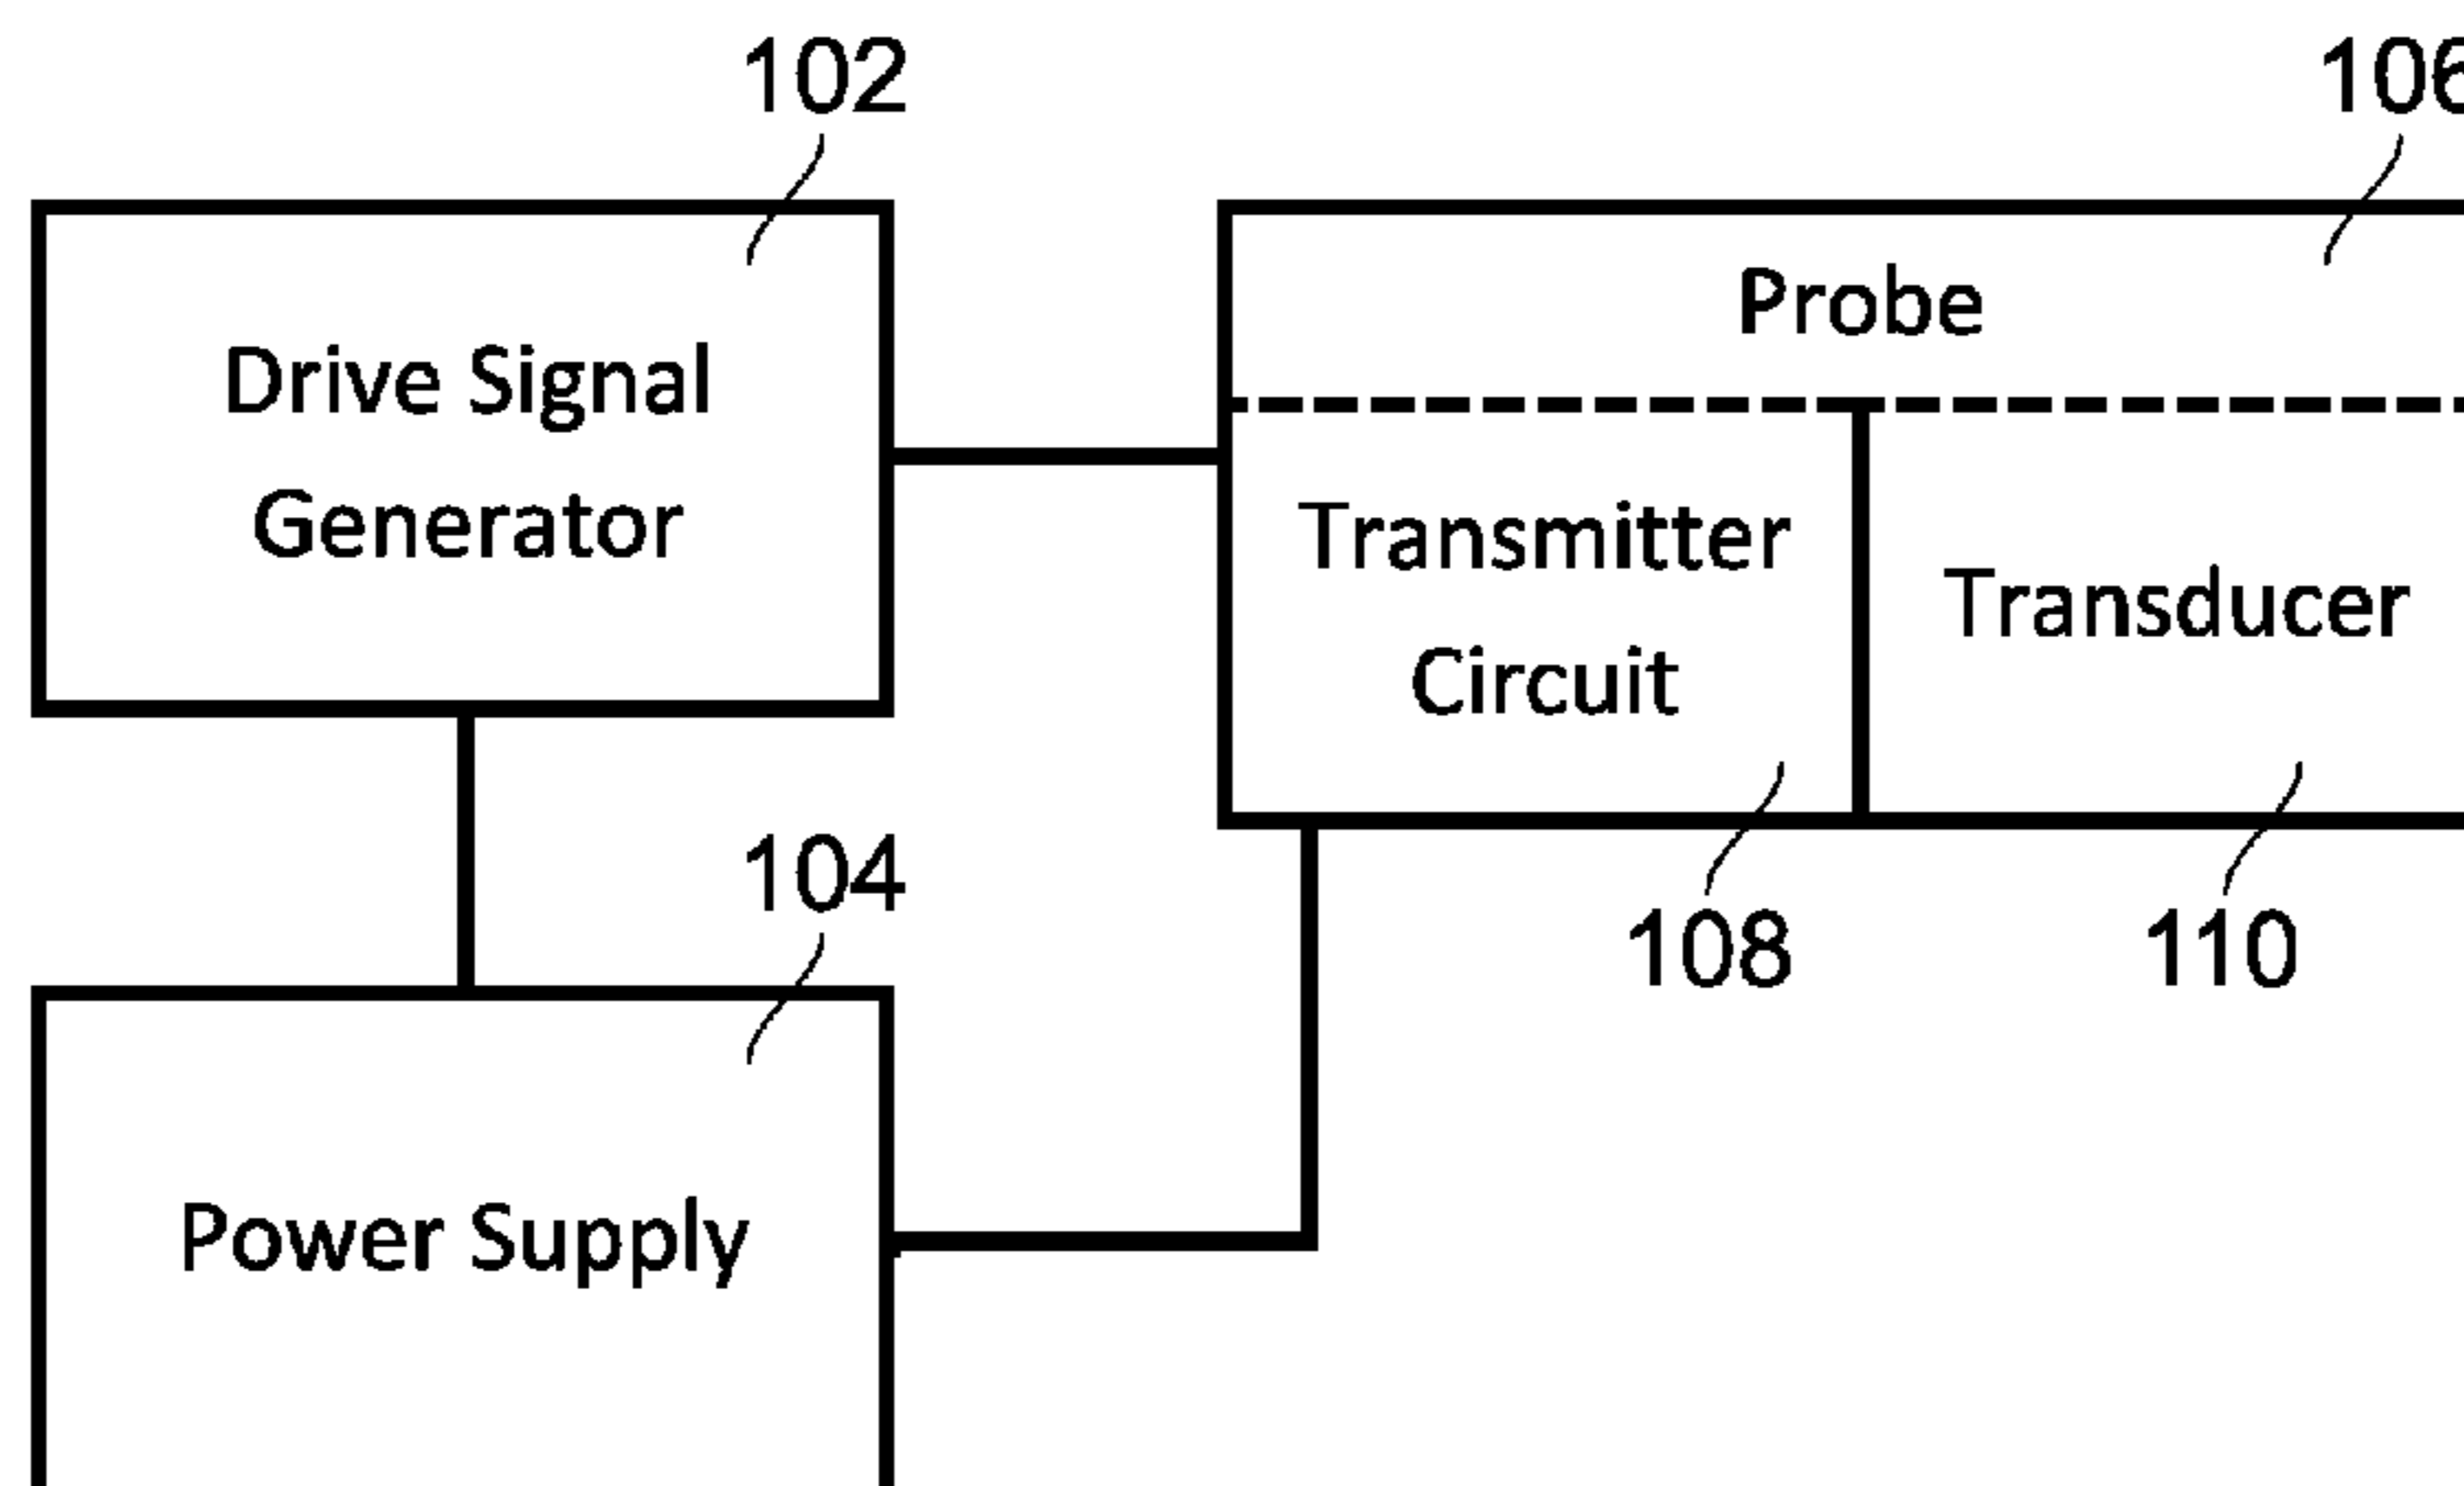 102
106
Drive Signal
Generator
Probe
Transmitter
Circuit
Transducer
104
108
110
Power Supply